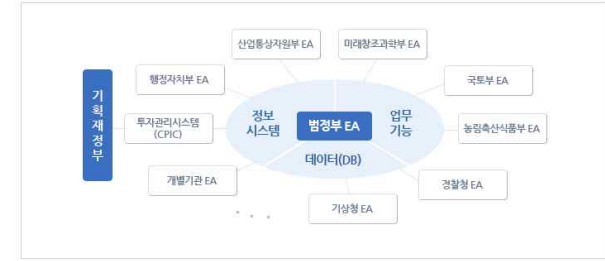 산업통상자원부 EA
미래창조과학부 EA
행정자치부 EA
국토부 EA
기획재정부
투자관리시스템
(CPIC)
정보
시스템
범정부 EA
업무
기능
농림축산식품부 EA
데이터(DB)
개별기관 EA
경찰청 EA
기상청 EA